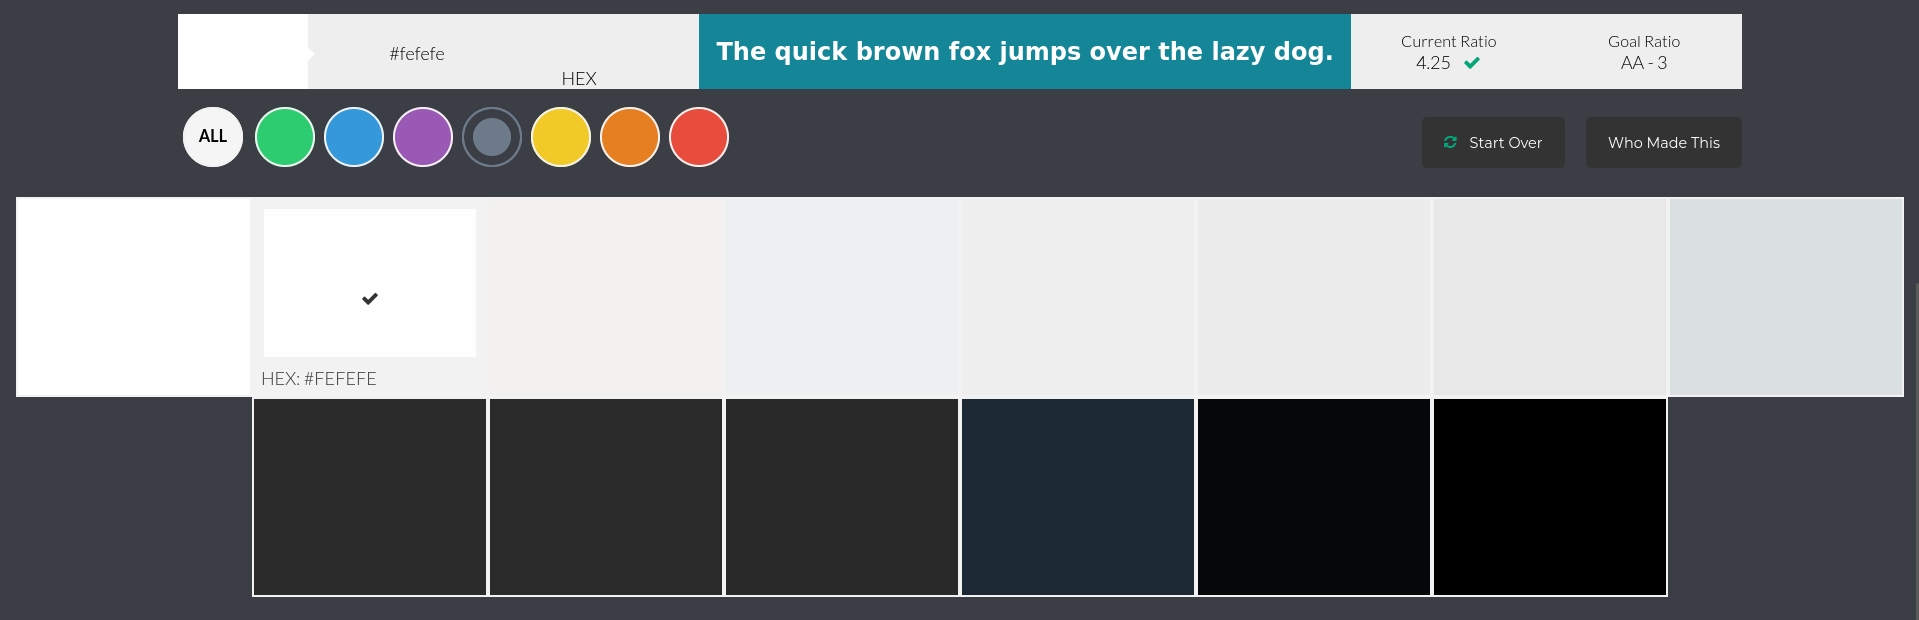 #fefefe
HEX
The quick brown fox jumps over the lazy dog.
Current Ratio
4.25
Goal Ratio
AA - 3
ALL
Start Over
Who Made This
HEX: #FEFEFE